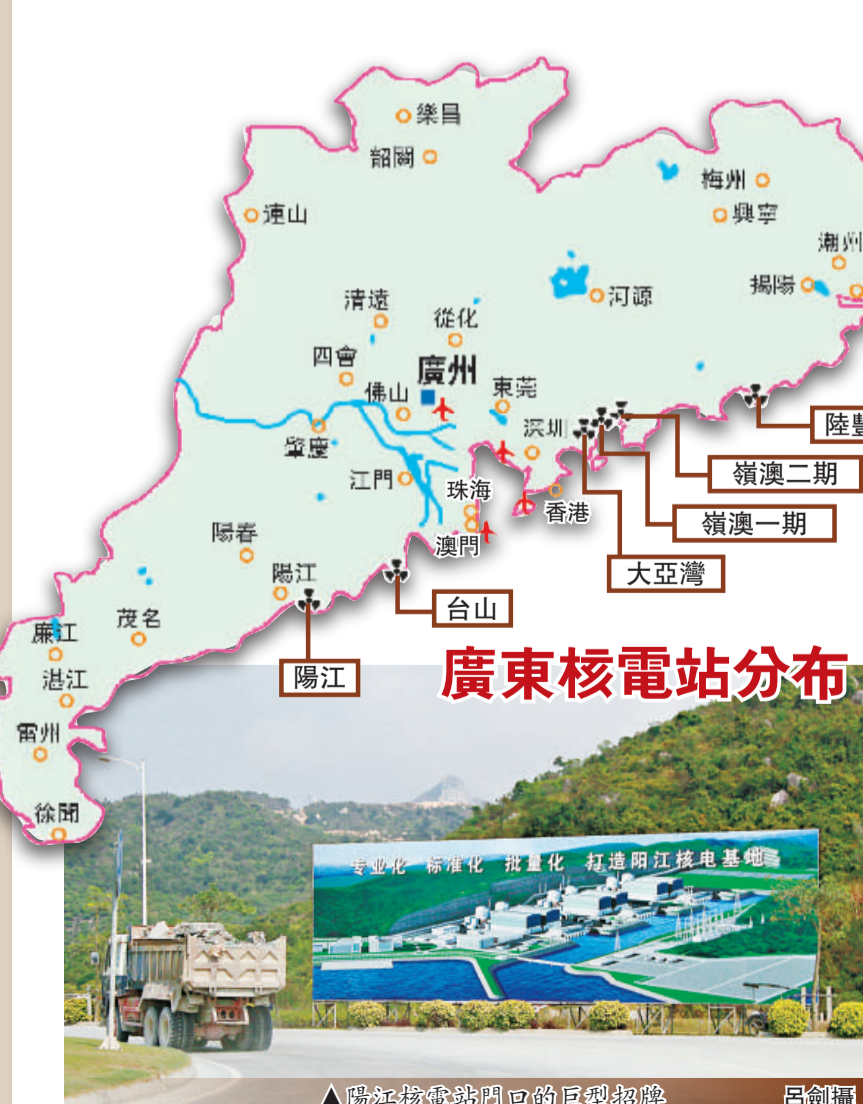 樂昌
韶關
連山
梅州
興寧
潮州
揭陽
河源
清遠
從化
四會
廣州
佛山
東莞
深圳
肇慶
江門
珠海
香港
澳門
陽春
陽江
茂名
廉江
湛江
雷州
徐聞
陸豐
嶺澳二期
嶺澳一期
大亞灣
台山
陽江
廣東核電站分布
专业化 标准化 批量化 打造阳江核电基地
▲陽江核電站門口的巨型招牌 呂劍攝